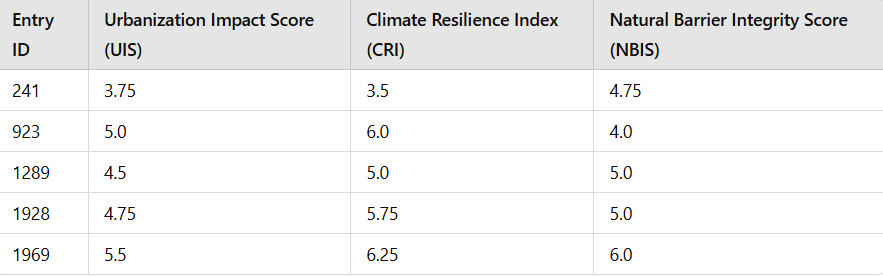 Entry ID	Urbanization Impact Score (UIS)	Climate Resilience Index (CRI)	Natural Barrier Integrity Score (NBIS)
241	3.75	3.5	4.75
923	5.0	6.0	4.0
1289	4.5	5.0	5.0
1928	4.75	5.75	5.0
1969	5.5	6.25	6.0